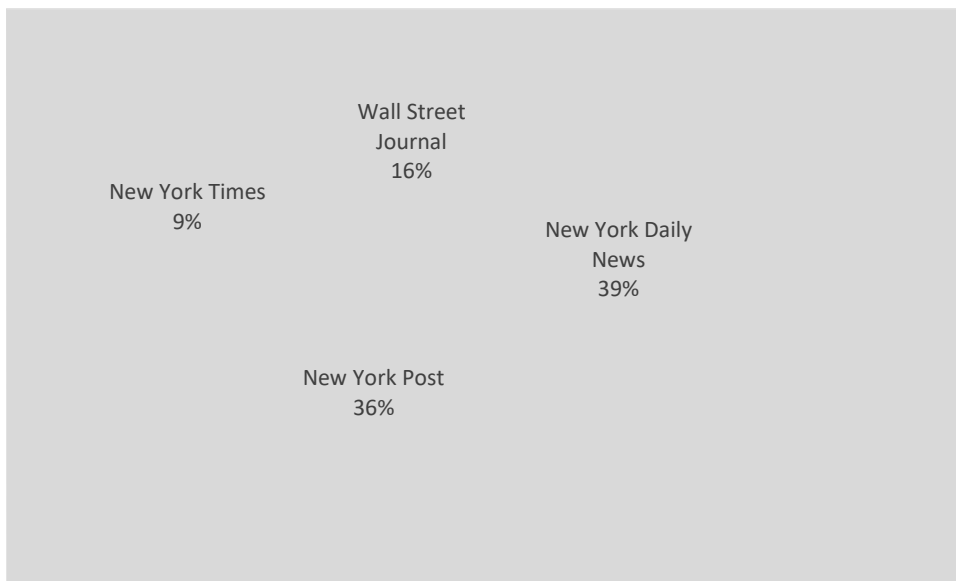 Wall Street
Journal
16%
New York Times
9%
New York Daily
News
39%
New York Post
36%